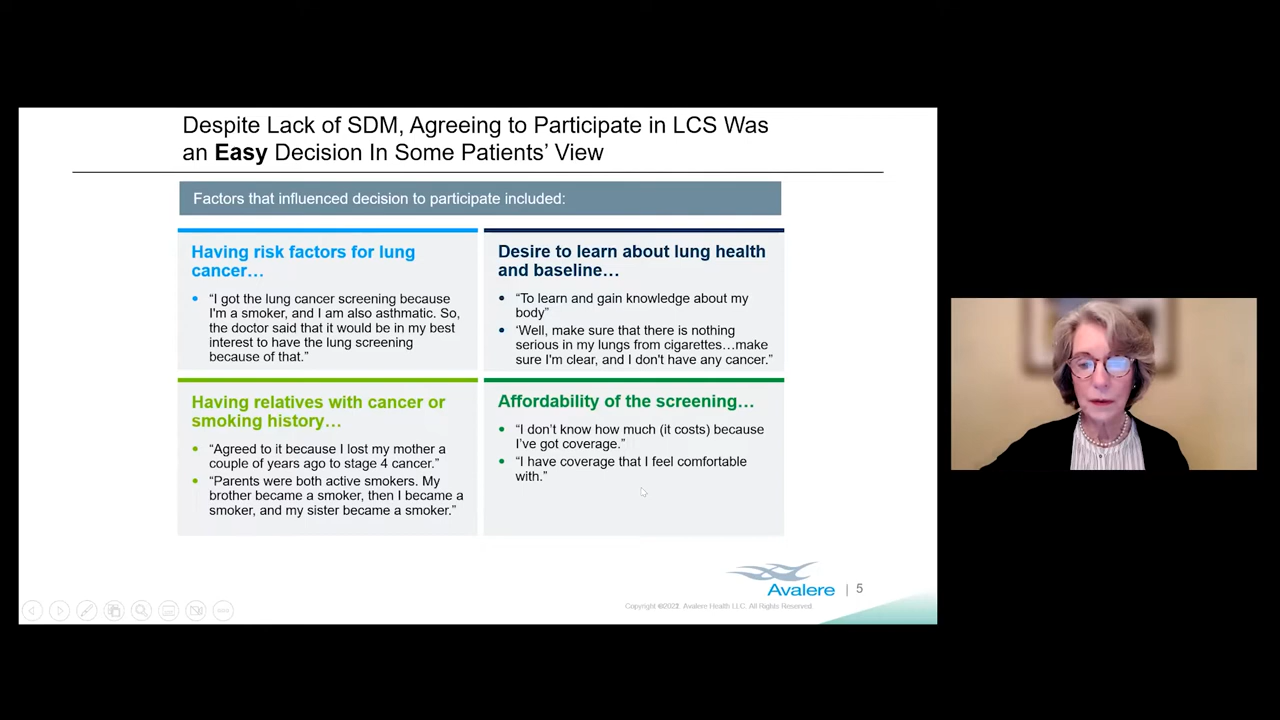 Despite Lack of SDM, Agreeing to Participate in LCS Was
an Easy Decision In Some Patients’ View
Factors that influenced decision to participate included:
Having risk factors for lung
cancer…
• “I got the lung cancer screening because
I'm a smoker, and I am also asthmatic. So,
the doctor said that it would be in my best
interest to have the lung screening
because of that.”
Desire to learn about lung health
and baseline…
• “To learn and gain knowledge about my
body”
• ‘Well, make sure that there is nothing
serious in my lungs from cigarettes…make
sure I'm clear, and I don't have any cancer.”
Having relatives with cancer or
smoking history…
• “Agreed to it because I lost my mother a
couple of years ago to stage 4 cancer.”
• “Parents were both active smokers. My
brother became a smoker, then I became a
smoker, and my sister became a smoker.”
Affordability of the screening…
• “I don’t know how much (it costs) because
I’ve got coverage.”
• “I have coverage that I feel comfortable
with.”
Avalere | 5
Copyright Avalere Health LLC. All Rights Reserved.